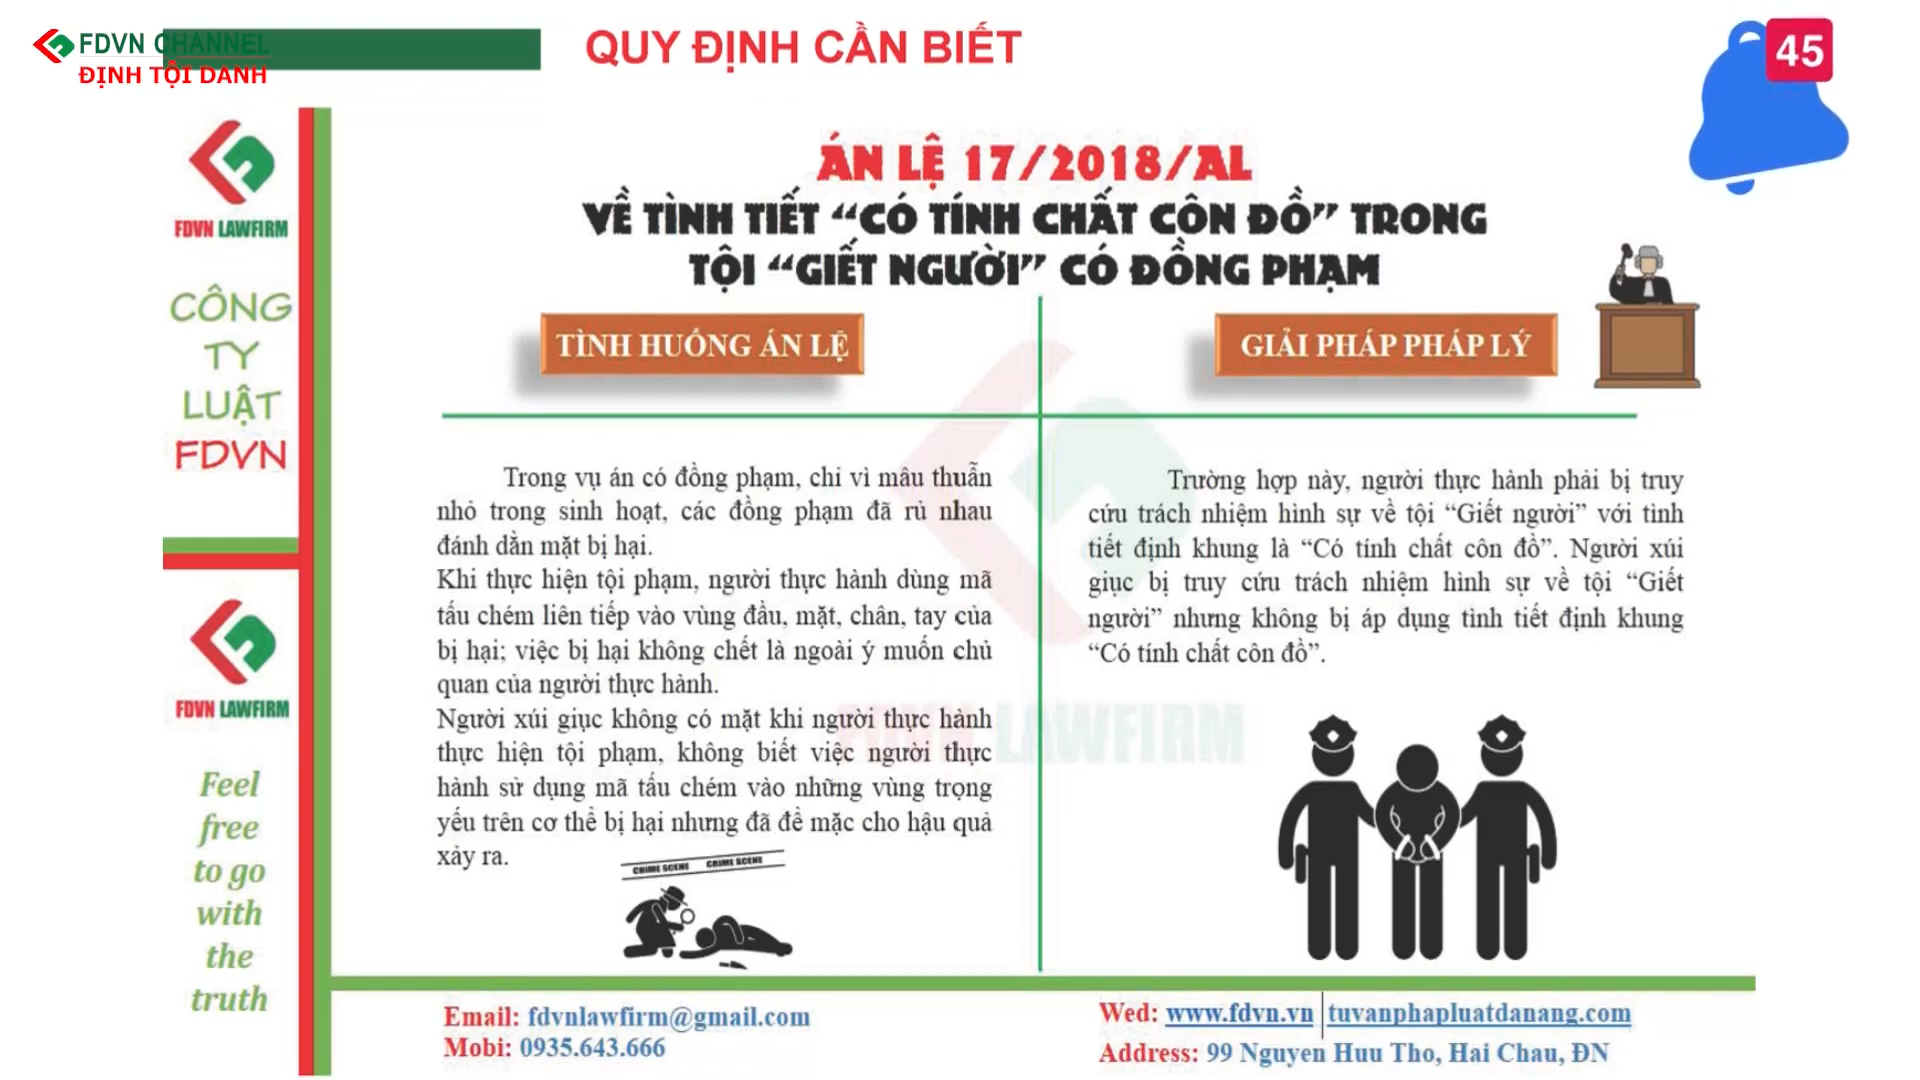 FDVN CHANNEL
ĐỊNH TỘI DANH
QUY ĐỊNH CẦN BIẾT
45
FDVN LAWFIRM
CÔNG
TY
LUẬT
FDVN
FDVN LAWFIRM
Feel
free
to go
with
the
truth
ÁN LỆ 17/2018/AL
VỀ TÌNH TIẾT “CÓ TÍNH CHẤT CÔN ĐỒ” TRONG
TỘI “GIẾT NGƯỜI” CÓ ĐỒNG PHẠM
TÌNH HUỐNG ÁN LỆ
Trong vụ án có đồng phạm, chỉ vì mâu thuẫn
nhỏ trong sinh hoạt, các đồng phạm đã rủ nhau
đánh dằn mặt bị hại.
Khi thực hiện tội phạm, người thực hành dùng mã
tấu chém liên tiếp vào vùng đầu, mặt, chân, tay của
bị hại; việc bị hại không chết là ngoài ý muốn chủ
quan của người thực hành.
Người xúi giục không có mặt khi người thực hành
thực hiện tội phạm, không biết việc người thực
hành sử dụng mã tấu chém vào những vùng trọng
yếu trên cơ thể bị hại nhưng đã để mặc cho hậu quả
xảy ra.
CRIME SCENE CRIME SCENE
GIẢI PHÁP PHÁP LÝ
Trường hợp này, người thực hành phải bị truy
cứu trách nhiệm hình sự về tội “Giết người” với tình
tiết định khung là “Có tính chất côn đồ”. Người xúi
giục bị truy cứu trách nhiệm hình sự về tội “Giết
người” nhưng không bị áp dụng tình tiết định khung
“Có tính chất côn đồ”.
FDVN LAWFIRM
Email: fdvnlawfirm@gmail.com
Mobi: 0935.643.666
Wed: www.fdvn.vn tuvanphapluatdanang.com
Address: 99 Nguyen Huu Tho, Hai Chau, ĐN